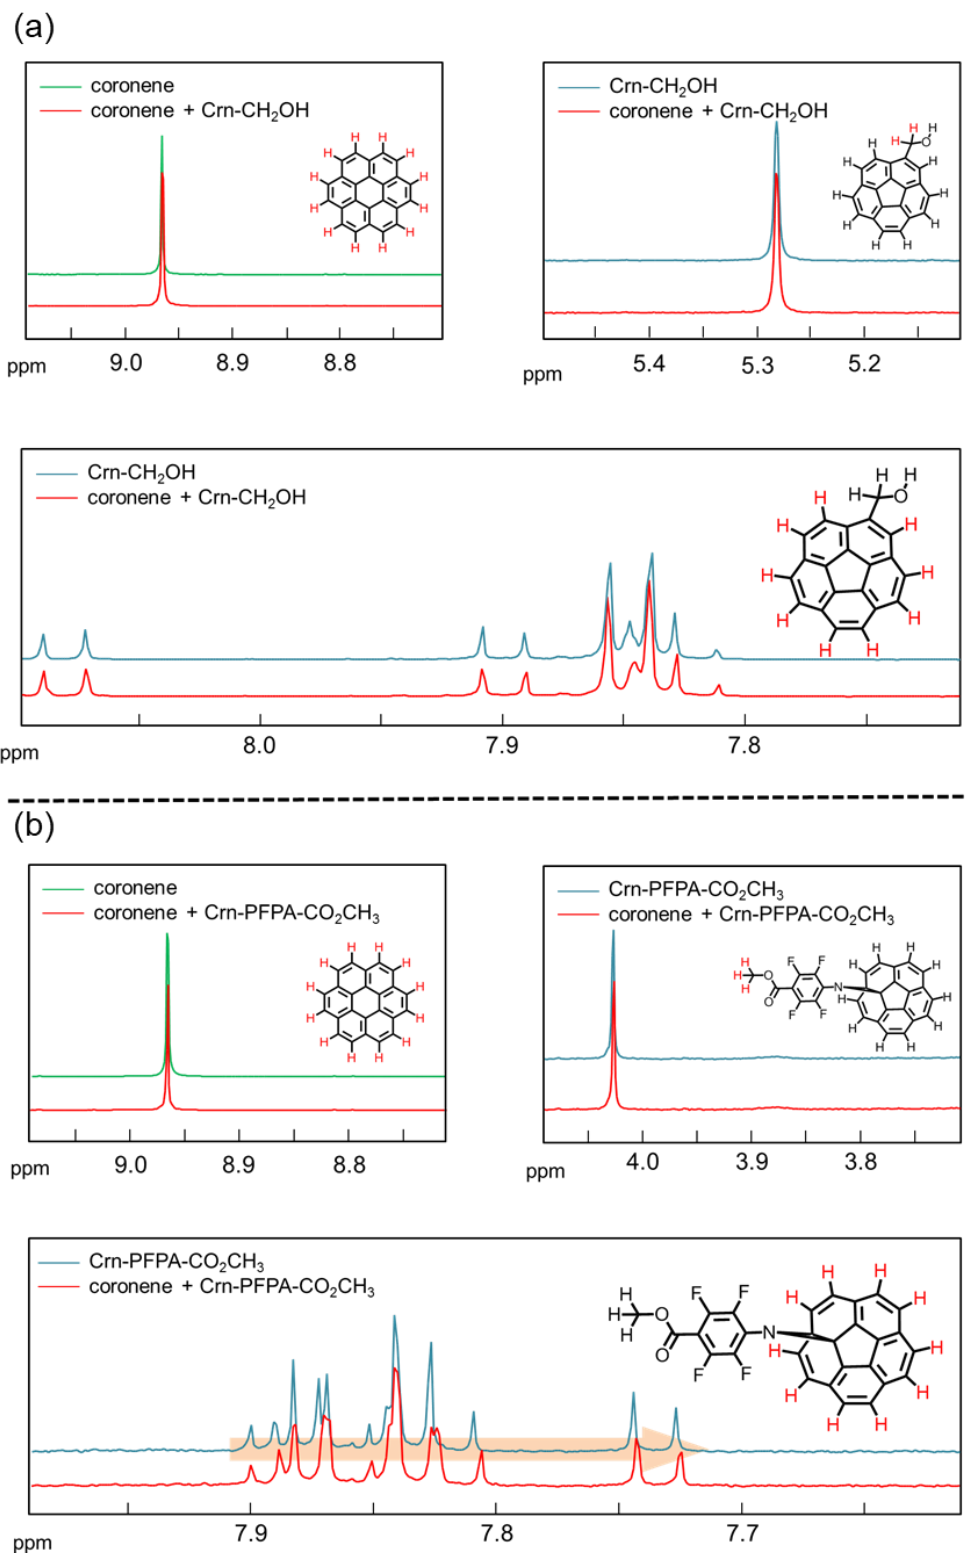 (a)
coronene
coronene + Crn-CH₂OH
H H
H H
H H
H H
H H
H H
9.0 8.9 8.8
ppm
Crn-CH₂OH
coronene + Crn-CH₂OH
H H
H O
H H
H H
H H
H H
H H
5.4 5.3 5.2
ppm
Crn-CH₂OH
coronene + Crn-CH₂OH
H H
H O
H
H H
H H
H H
H H
8.0 7.9 7.8
ppm
(b)
coronene
coronene + Crn-PFPA-CO₂CH₃
H H
H H
H H
H H
H H
H H
9.0 8.9 8.8
ppm
Crn-PFPA-CO₂CH₃
coronene + Crn-PFPA-CO₂CH₃
H H
H H
F F
H O
H N
H O H H
F F
H H
H H
4.0 3.9 3.8
ppm
Crn-PFPA-CO₂CH₃
coronene + Crn-PFPA-CO₂CH₃
H H
H H
H F F
H O
H N
O H H
F F
H H
H H
7.9 7.8 7.7
ppm